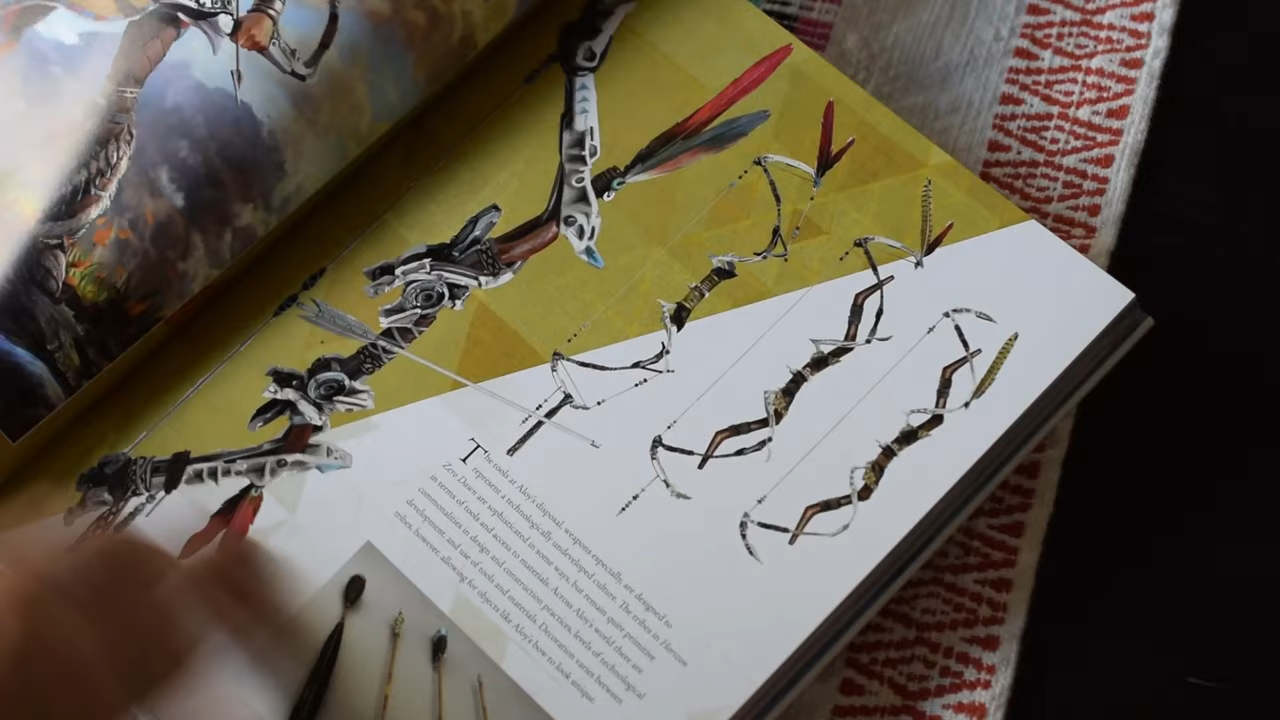 The tools at Aloy's disposal, weapons especially, are designed to
represent a technologically undeveloped culture. The tribes in Horizon
Zero Dawn are sophisticated in some ways, but remain quite primitive
in terms of tools and access to materials. Across Aloy's world there are
commonalities in design and construction practices, levels of technological
development, and use of tools and materials. Decoration varies between
tribes, however, allowing for objects like Aloy's bow to look unique.